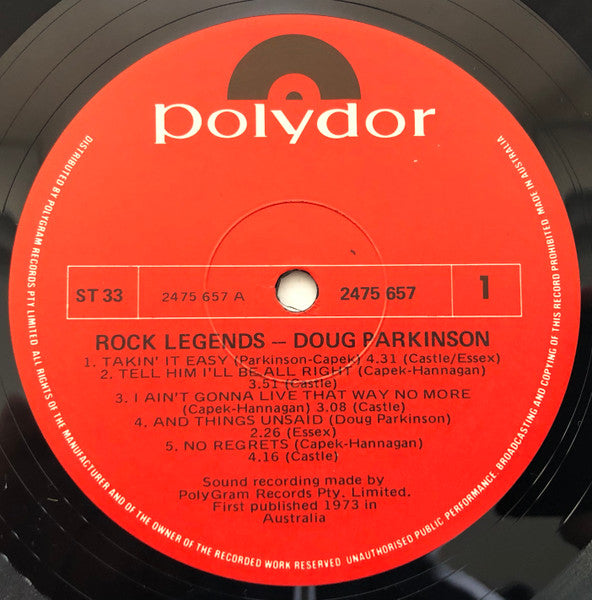 polydor
ST 33
2475 657 A
2475 657
1
ROCK LEGENDS – DOUG PARKINSON
1. TAKIN' IT EASY (Parkinson-Capek) 4.31 (Castle/Essex)
2. TELL HIM I'LL BE ALL RIGHT (Capek-Hannagan)
3.51 (Castle)
3. I AIN'T GONNA LIVE THAT WAY NO MORE
(Capek-Hannagan) 3.08 (Castle)
4. AND THINGS UNSAID (Doug Parkinson)
2.26 (Essex)
5. NO REGRETS (Capek-Hannagan)
4.16 (Castle)
Sound recording made by
PolyGram Records Pty. Limited.
First published 1973 in
Australia
DISTRIBUTED BY POLYGRAM RECORDS PTY. LIMITED. ALL RIGHTS OF THE MANUFACTURER AND OF THE OWNER OF THE RECORDED WORK RESERVED. UNAUTHORISED PUBLIC PERFORMANCE, BROADCASTING AND COPYING OF THIS RECORD PROHIBITED. MADE IN AUSTRALIA